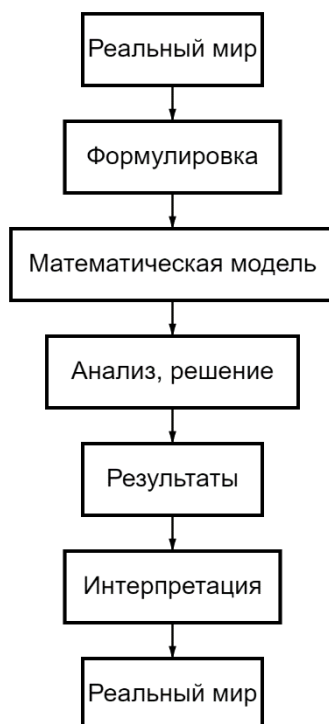 Реальный мир
Формулировка
Математическая модель
Анализ, решение
Результаты
Интерпретация
Реальный мир